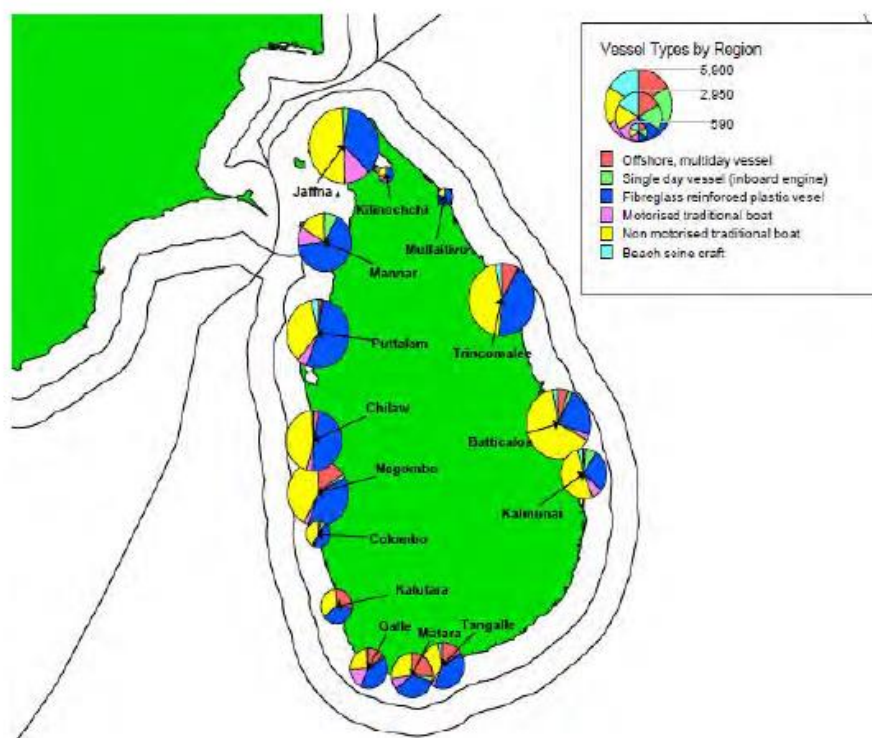 Vessel Types by Region
5,900
2,950
590
Offshore, multiday vessel
Single day vessel (inboard engine)
Fibreglass reinforced plastic vessel
Motorised traditional boat
Non motorised traditional boat
Beach seine craft
Jaffna
Kilinochchi
Mullaitivu
Mannar
Puttalam
Trincomalee
Chilaw
Batticaloa
Negombo
Kalmunai
Colombo
Kalutara
Galle
Matara
Tangalle